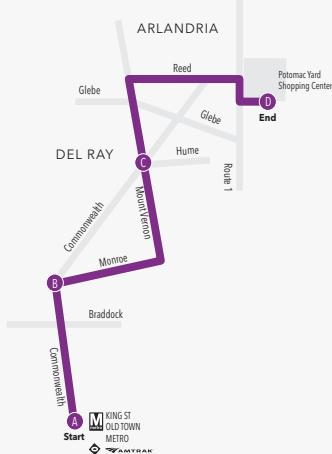 ARLANDRIA
Reed
Potomac Yard
Shopping Center
Glebe
D
End
Glebe
DEL RAY
Hume
C
Route 1
Mount Vernon
Commonwealth
Monroe
B
Braddock
Commonwealth
A
Start
M
KING ST
OLD TOWN
METRO
AMTRAK